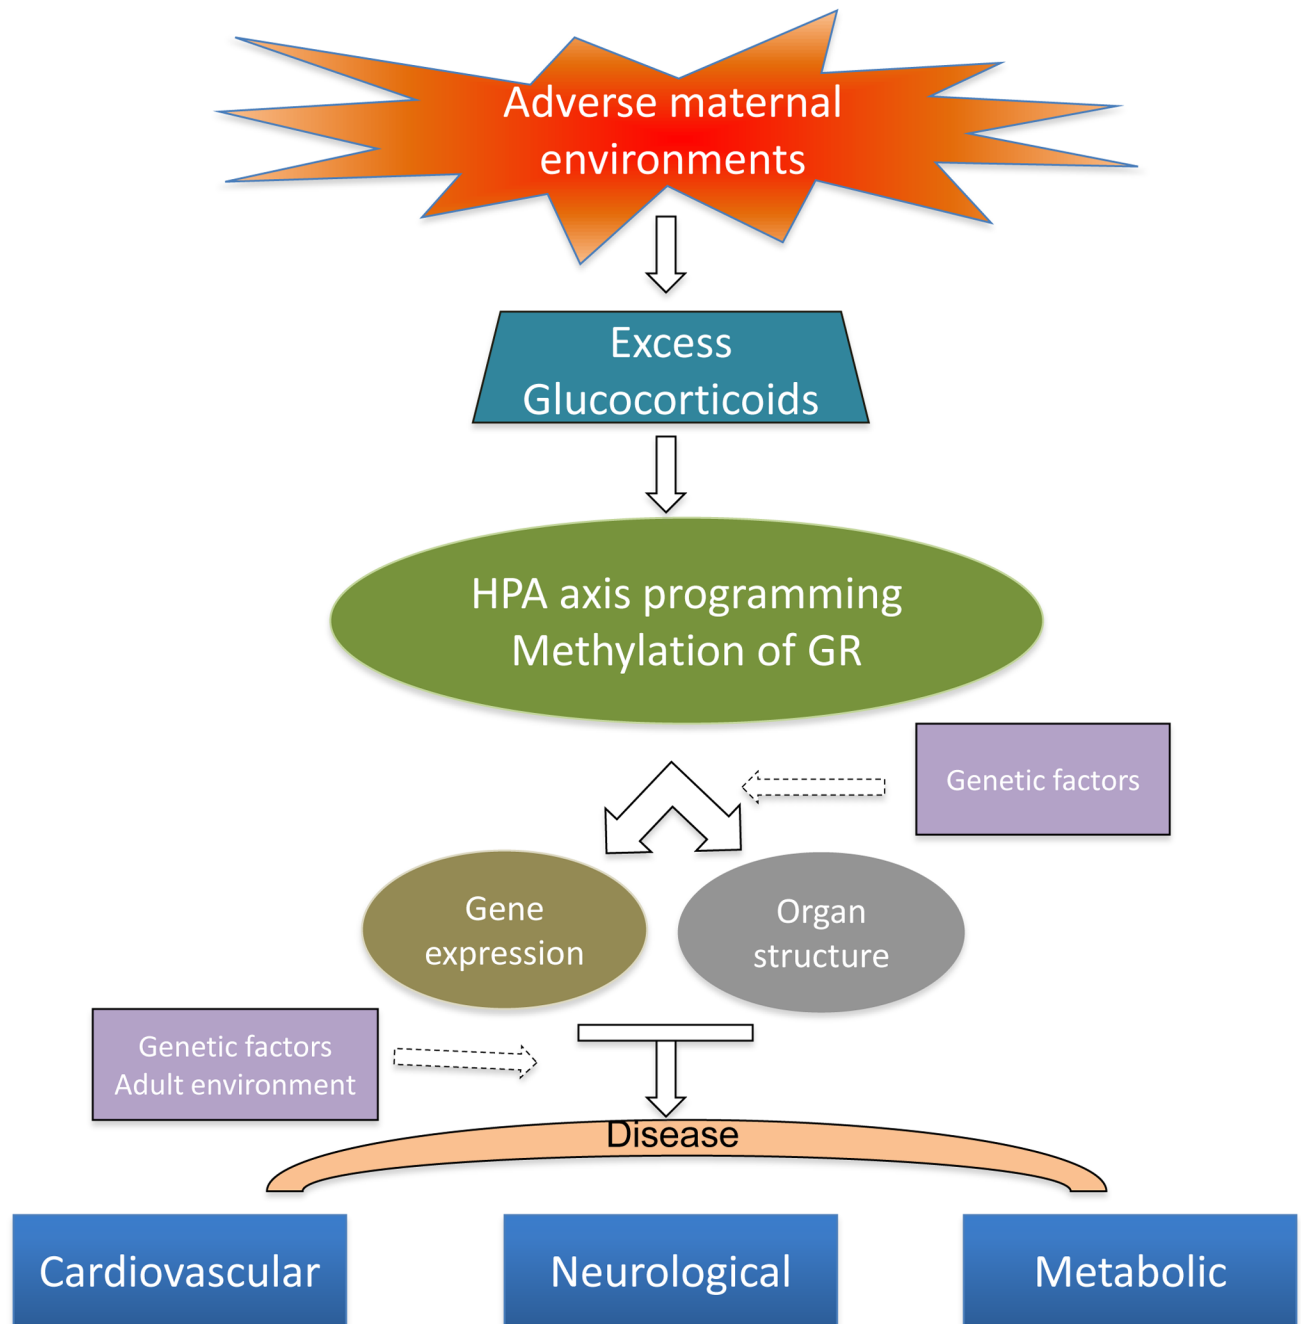 Adverse maternal
environments
Excess
Glucocorticoids
HPA axis programming
Methylation of GR
Genetic factors
Gene
expression
Organ
structure
Genetic factors
Adult environment
Disease
Cardiovascular
Neurological
Metabolic